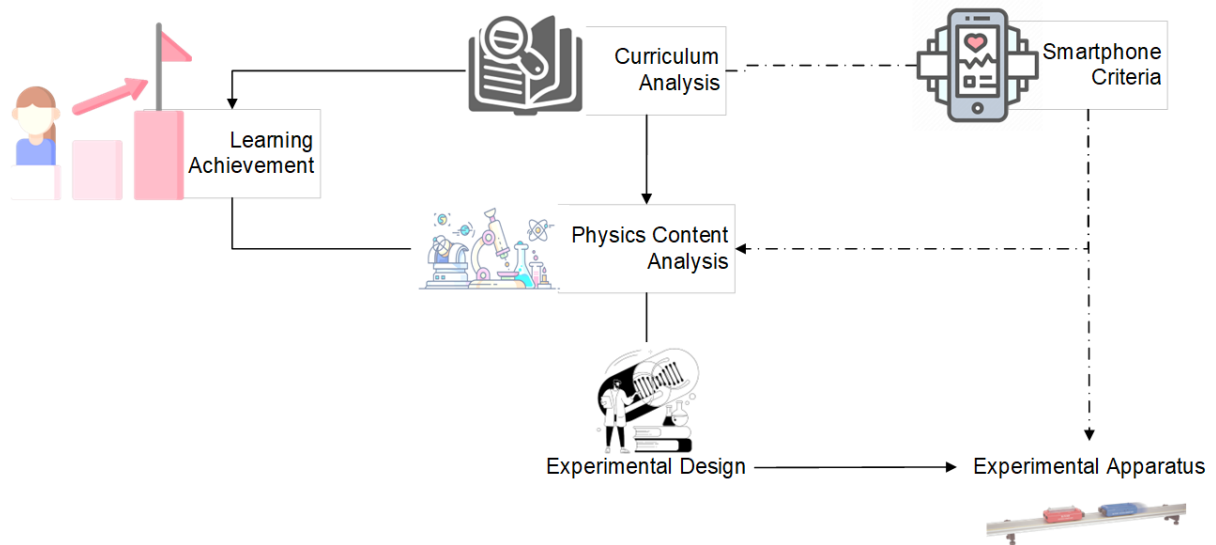 Curriculum
Analysis
Smartphone
Criteria
Learning
Achievement
Physics Content
Analysis
Experimental Design
Experimental Apparatus